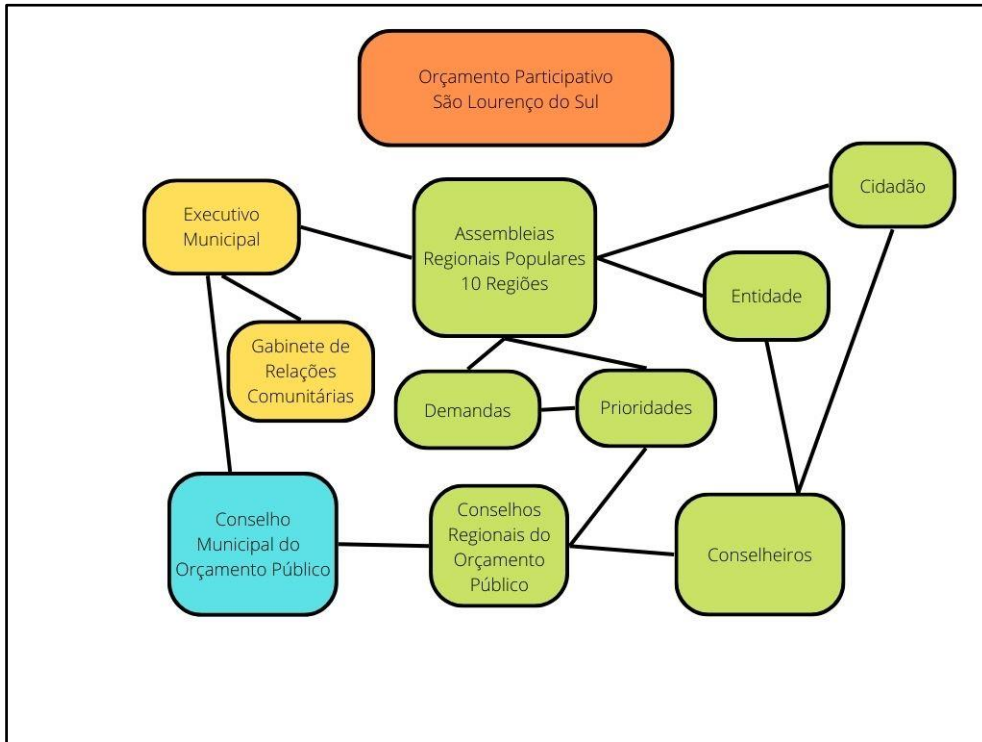 Orçamento Participativo
São Lourenço do Sul
Cidadão
Executivo
Municipal
Assembleias
Regionais Populares
10 Regiões
Entidade
Gabinete de
Relações
Comunitárias
Demandas
Prioridades
Conselho
Municipal do
Orçamento Público
Conselhos
Regionais do
Orçamento
Público
Conselheiros